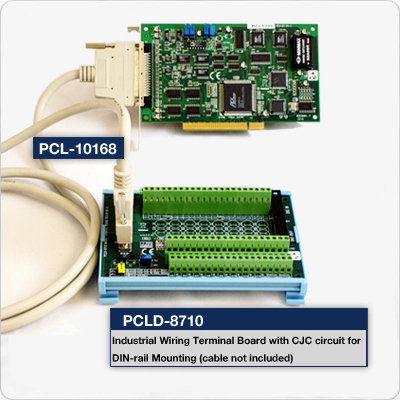 PCL-10168
PCLD-8710
Industrial Wiring Terminal Board with CJC circuit for
DIN-rail Mounting (cable not included)